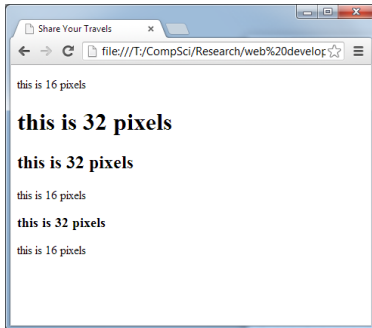 Share Your Travels
file:///T:/CompSci/Research/web%20develop
this is 16 pixels
this is 32 pixels
this is 32 pixels
this is 16 pixels
this is 32 pixels
this is 16 pixels